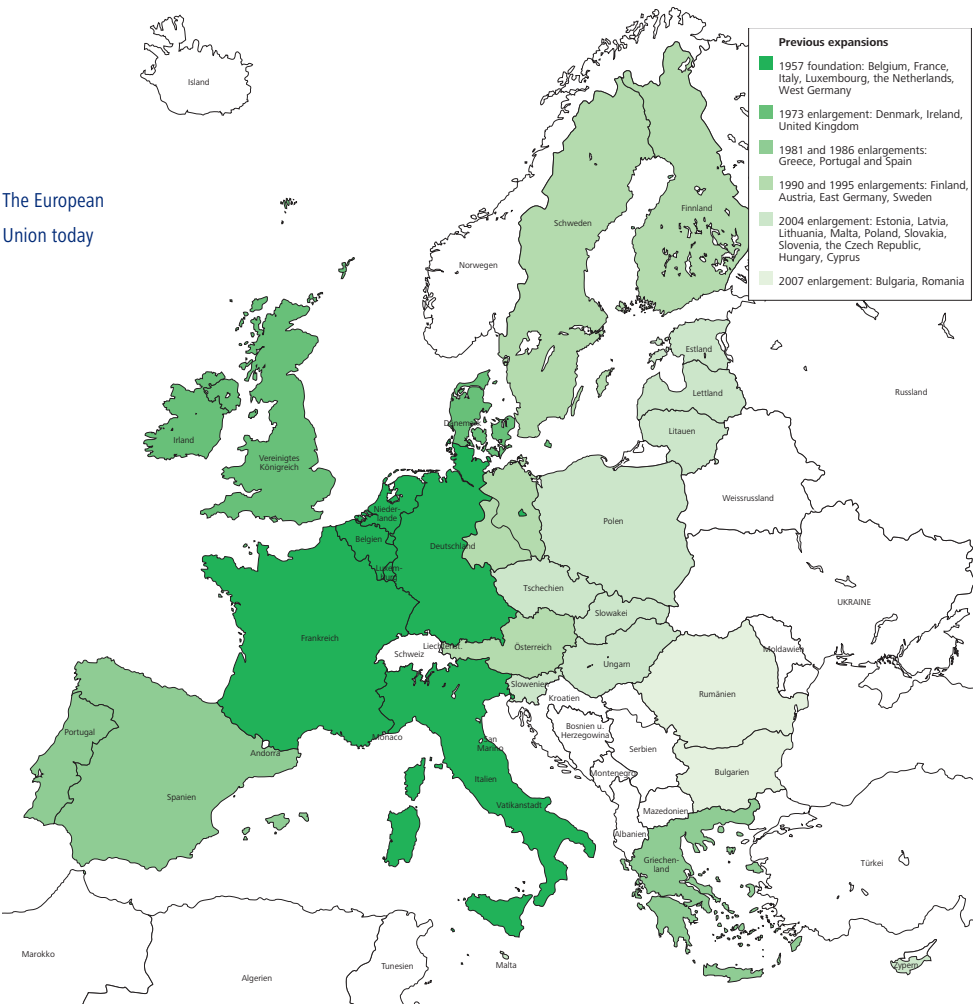 The European
Union today
Previous expansions
1957 foundation: Belgium, France,
Italy, Luxembourg, the Netherlands,
West Germany
1973 enlargement: Denmark, Ireland,
United Kingdom
1981 and 1986 enlargements:
Greece, Portugal and Spain
1990 and 1995 enlargements: Finland,
Austria, East Germany, Sweden
2004 enlargement: Estonia, Latvia,
Lithuania, Malta, Poland, Slovakia,
Slovenia, the Czech Republic,
Hungary, Cyprus
2007 enlargement: Bulgaria, Romania
Island
Schweden
Finnland
Norwegen
Estland
Russland
Lettland
Dänemark
Litauen
Irland
Vereinigtes
Königreich
Weissrussland
Nieder-
lande
Polen
Belgien
Deutschland
Luxem-
burg
Tschechien
UKRAINE
Slowakei
Frankreich
Schweiz
Liechtenst.
Österreich
Moldawien
Ungarn
Slowenien
Kroatien
Rumänien
Portugal
Monaco
San
Marino
Bosnien u.
Herzegowina
Serbien
Andorra
Italien
Montenegro
Bulgarien
Spanien
Vatikanstadt
Mazedonien
Albanien
Griechen-
land
Türkei
Marokko
Algerien
Tunesien
Malta
Zypern